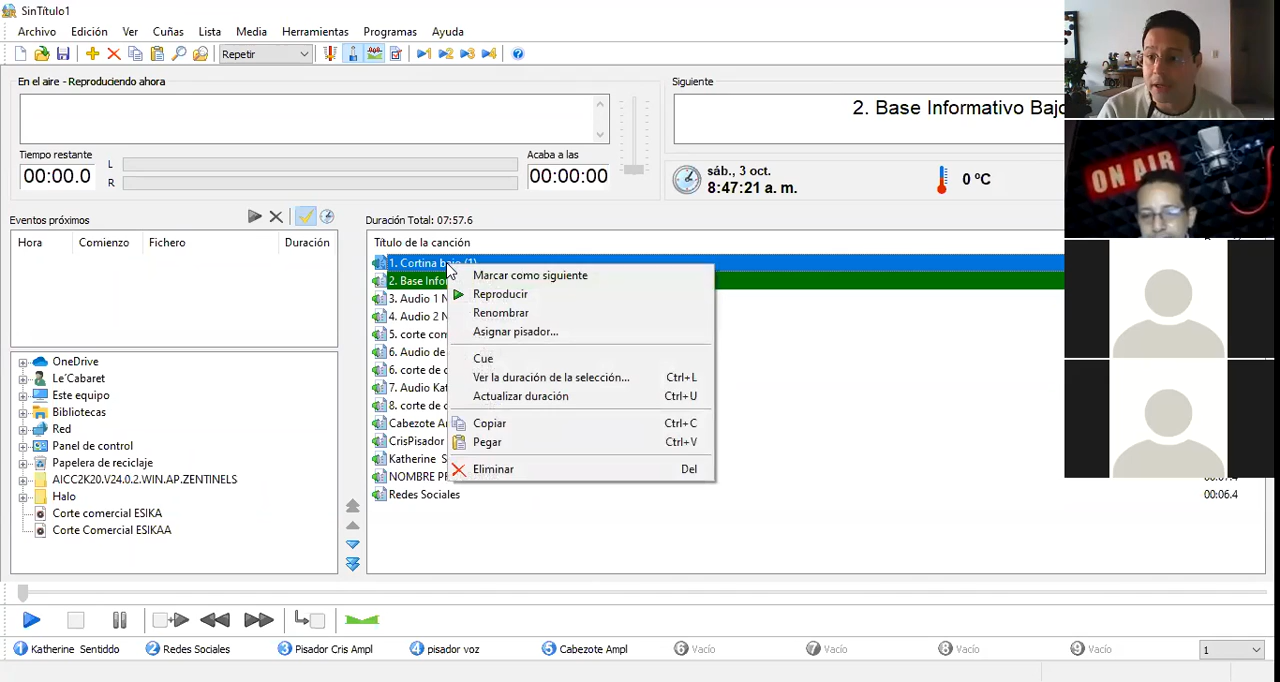 SinTítulo1
Archivo Edición Ver Cuñas Lista Media Herramientas Programas Ayuda
Repetir 1 2 3 4
En el aire - Reproduciendo ahora
Siguiente
2. Base Informativo Bajo
Tiempo restante
L
R
Acaba a las
00:00.0
00:00:00
sáb., 3 oct.
8:47:21 a. m.
0 ºC
ON AIR
Eventos próximos
Hora Comienzo Fichero Duración
Duración Total: 07:57.6
Título de la canción
1. Cortina bajo (1)
2. Base Info
3. Audio 1 N
4. Audio 2 N
5. corte con
6. Audio de
6. corte de c
7. Audio Kat
8. corte de c
Cabezote A
CrisPisador
Katherine S
NOMBRE PR
Redes Sociales
00:06.4
Marcar como siguiente
Reproducir
Renombrar
Asignar pisador...
Cue
Ver la duración de la selección... Ctrl+L
Actualizar duración Ctrl+U
Copiar Ctrl+C
Pegar Ctrl+V
Eliminar Del
OneDrive
Le´Cabaret
Este equipo
Bibliotecas
Red
Panel de control
Papelera de reciclaje
AICC2K20.V24.0.2.WIN.AP.ZENTINELS
Halo
Corte comercial ESIKA
Corte Comercial ESIKAA
1 Katherine Sentiddo
2 Redes Sociales
3 Pisador Cris Ampl
4 pisador voz
5 Cabezote Ampl
6 Vacío
7 Vacío
8 Vacío
9 Vacío
1